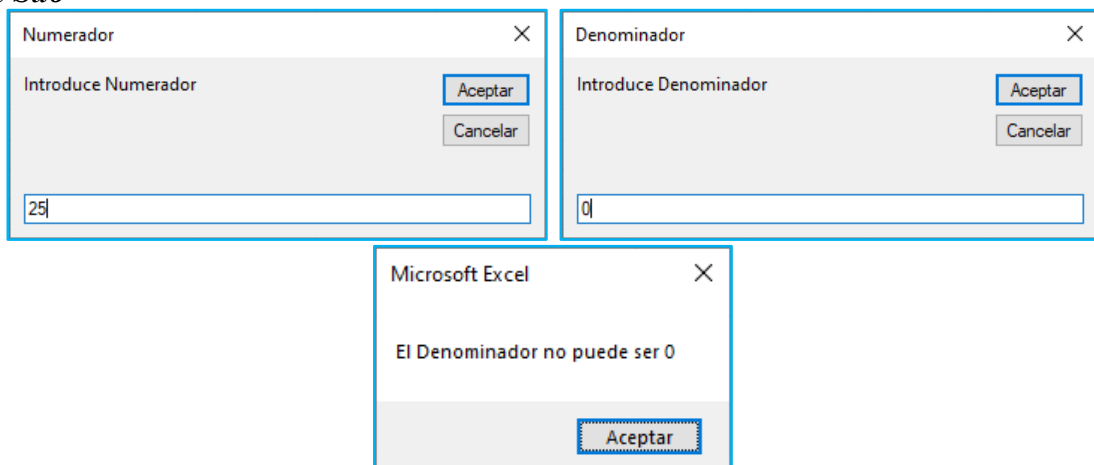 Numerador
Introduce Numerador
Aceptar
Cancelar
25
Denominador
Introduce Denominador
Aceptar
Cancelar
0
Microsoft Excel
El Denominador no puede ser 0
Aceptar